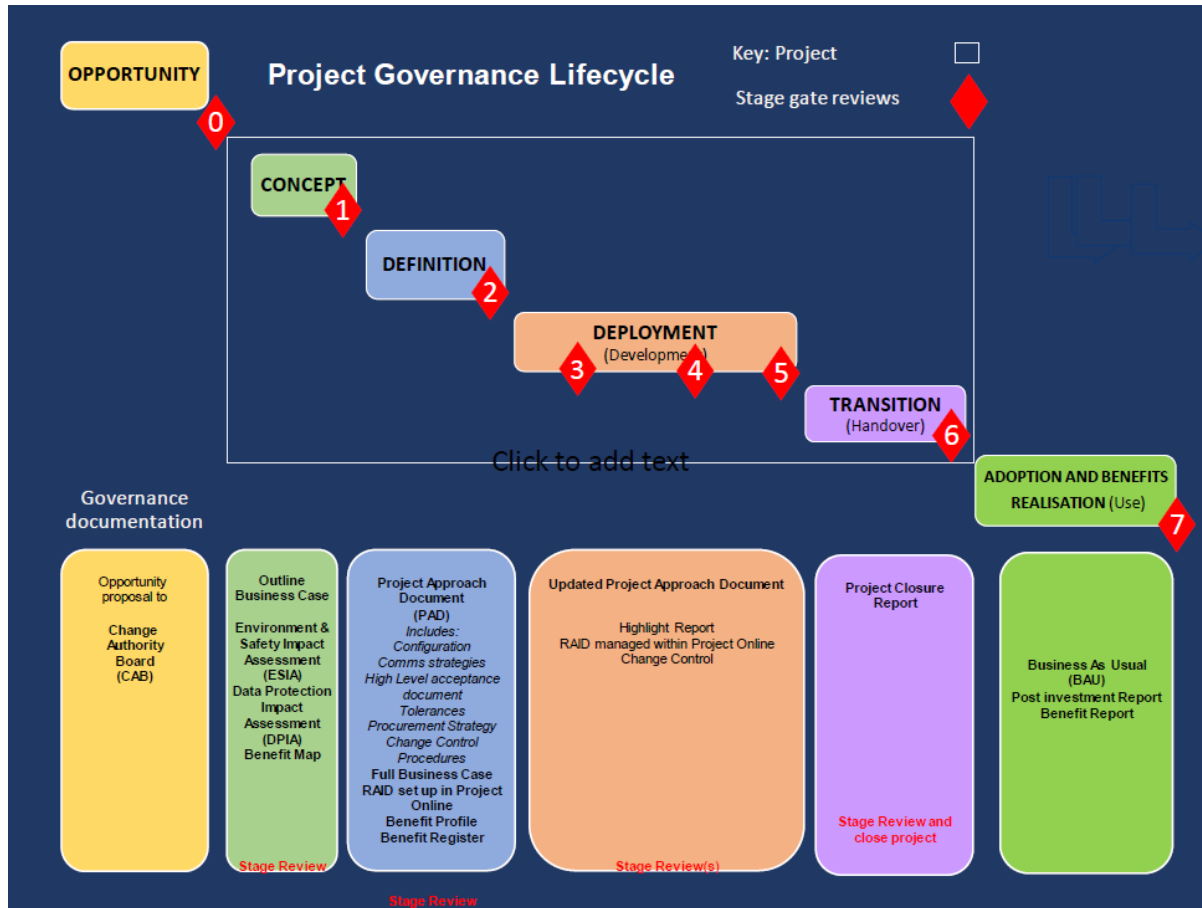 OPPORTUNITY
Project Governance Lifecycle
Key: Project
Stage gate reviews
0
CONCEPT
1
DEFINITION
2
DEPLOYMENT
(Development)
3
4
5
TRANSITION
(Handover)
6
Click to add text
ADOPTION AND BENEFITS
REALISATION (Use)
7
Governance
documentation
Opportunity
proposal to
Change
Authority
Board
(CAB)
Outline
Business Case
Environment &
Safety Impact
Assessment
(ESIA)
Data Protection
Impact
Assessment
(DPIA)
Benefit Map
Stage Review
Project Approach
Document
(PAD)
Includes:
Configuration
Comms strategies
High Level acceptance
document
Tolerances
Procurement Strategy
Change Control
Procedures
Full Business Case
RAID set up in Project
Online
Benefit Profile
Benefit Register
Stage Review
Updated Project Approach Document
Highlight Report
RAID managed within Project Online
Change Control
Stage Review(s)
Project Closure
Report
Stage Review and
close project
Business As Usual
(BAU)
Post investment Report
Benefit Report